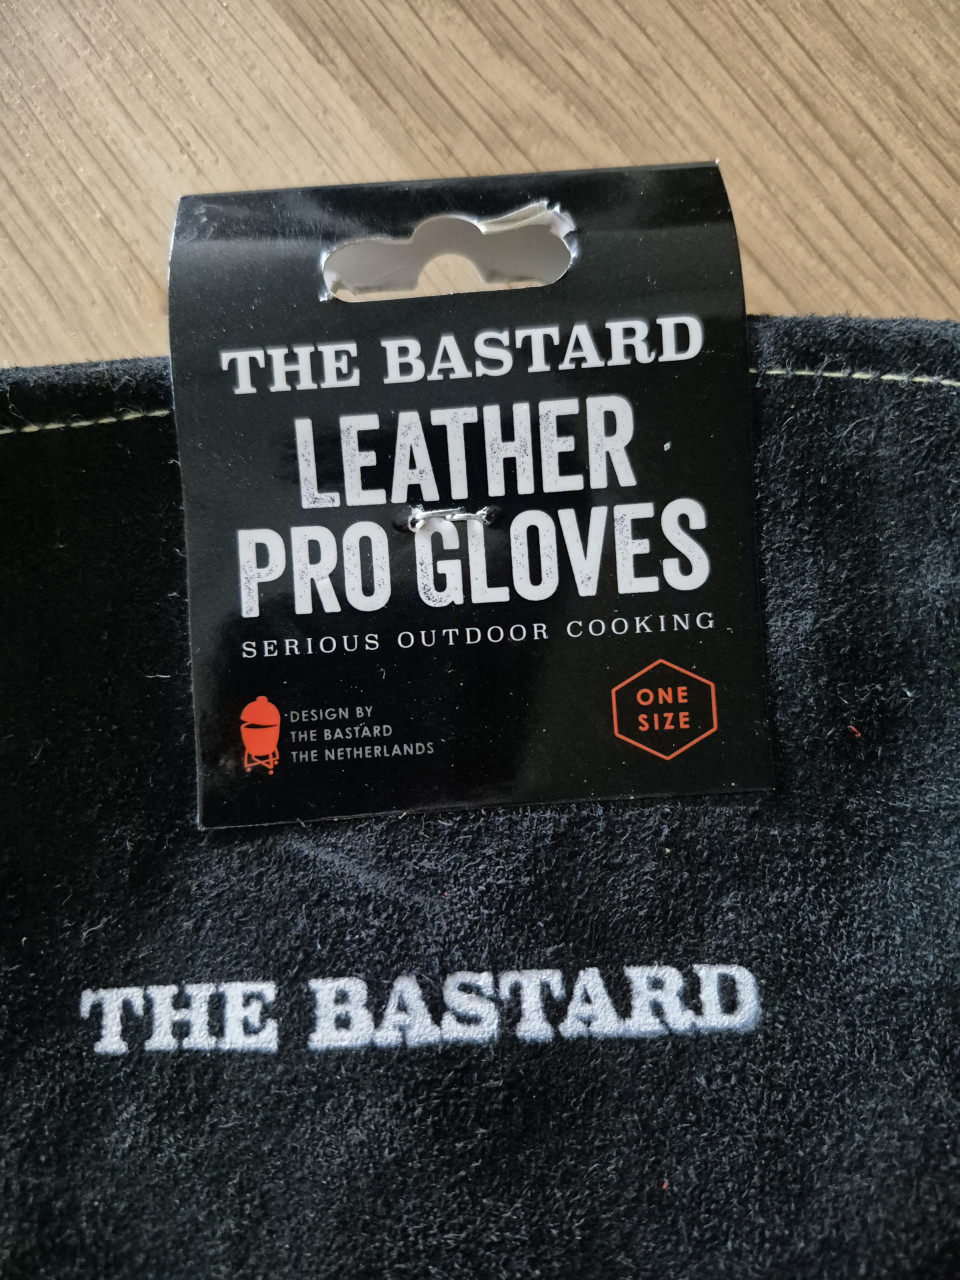 THE BASTARD
LEATHER
PRO GLOVES
SERIOUS OUTDOOR COOKING
DESIGN BY
THE BASTARD
THE NETHERLANDS
ONE
SIZE
THE BASTARD